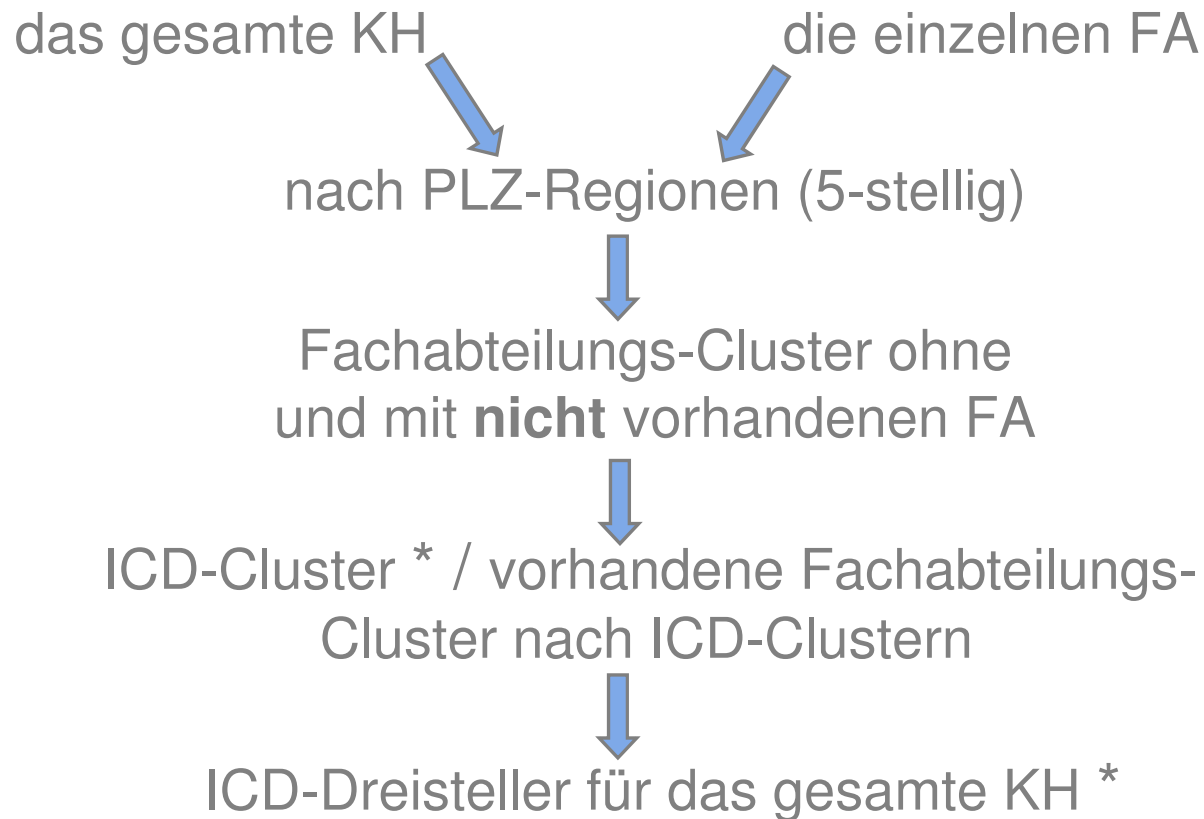 das gesamte KH die einzelnen FA
nach PLZ-Regionen (5-stellig)
Fachabteilungs-Cluster ohne
und mit nicht vorhandenen FA
ICD-Cluster * / vorhandene Fachabteilungs-
Cluster nach ICD-Clustern
ICD-Dreisteller für das gesamte KH *